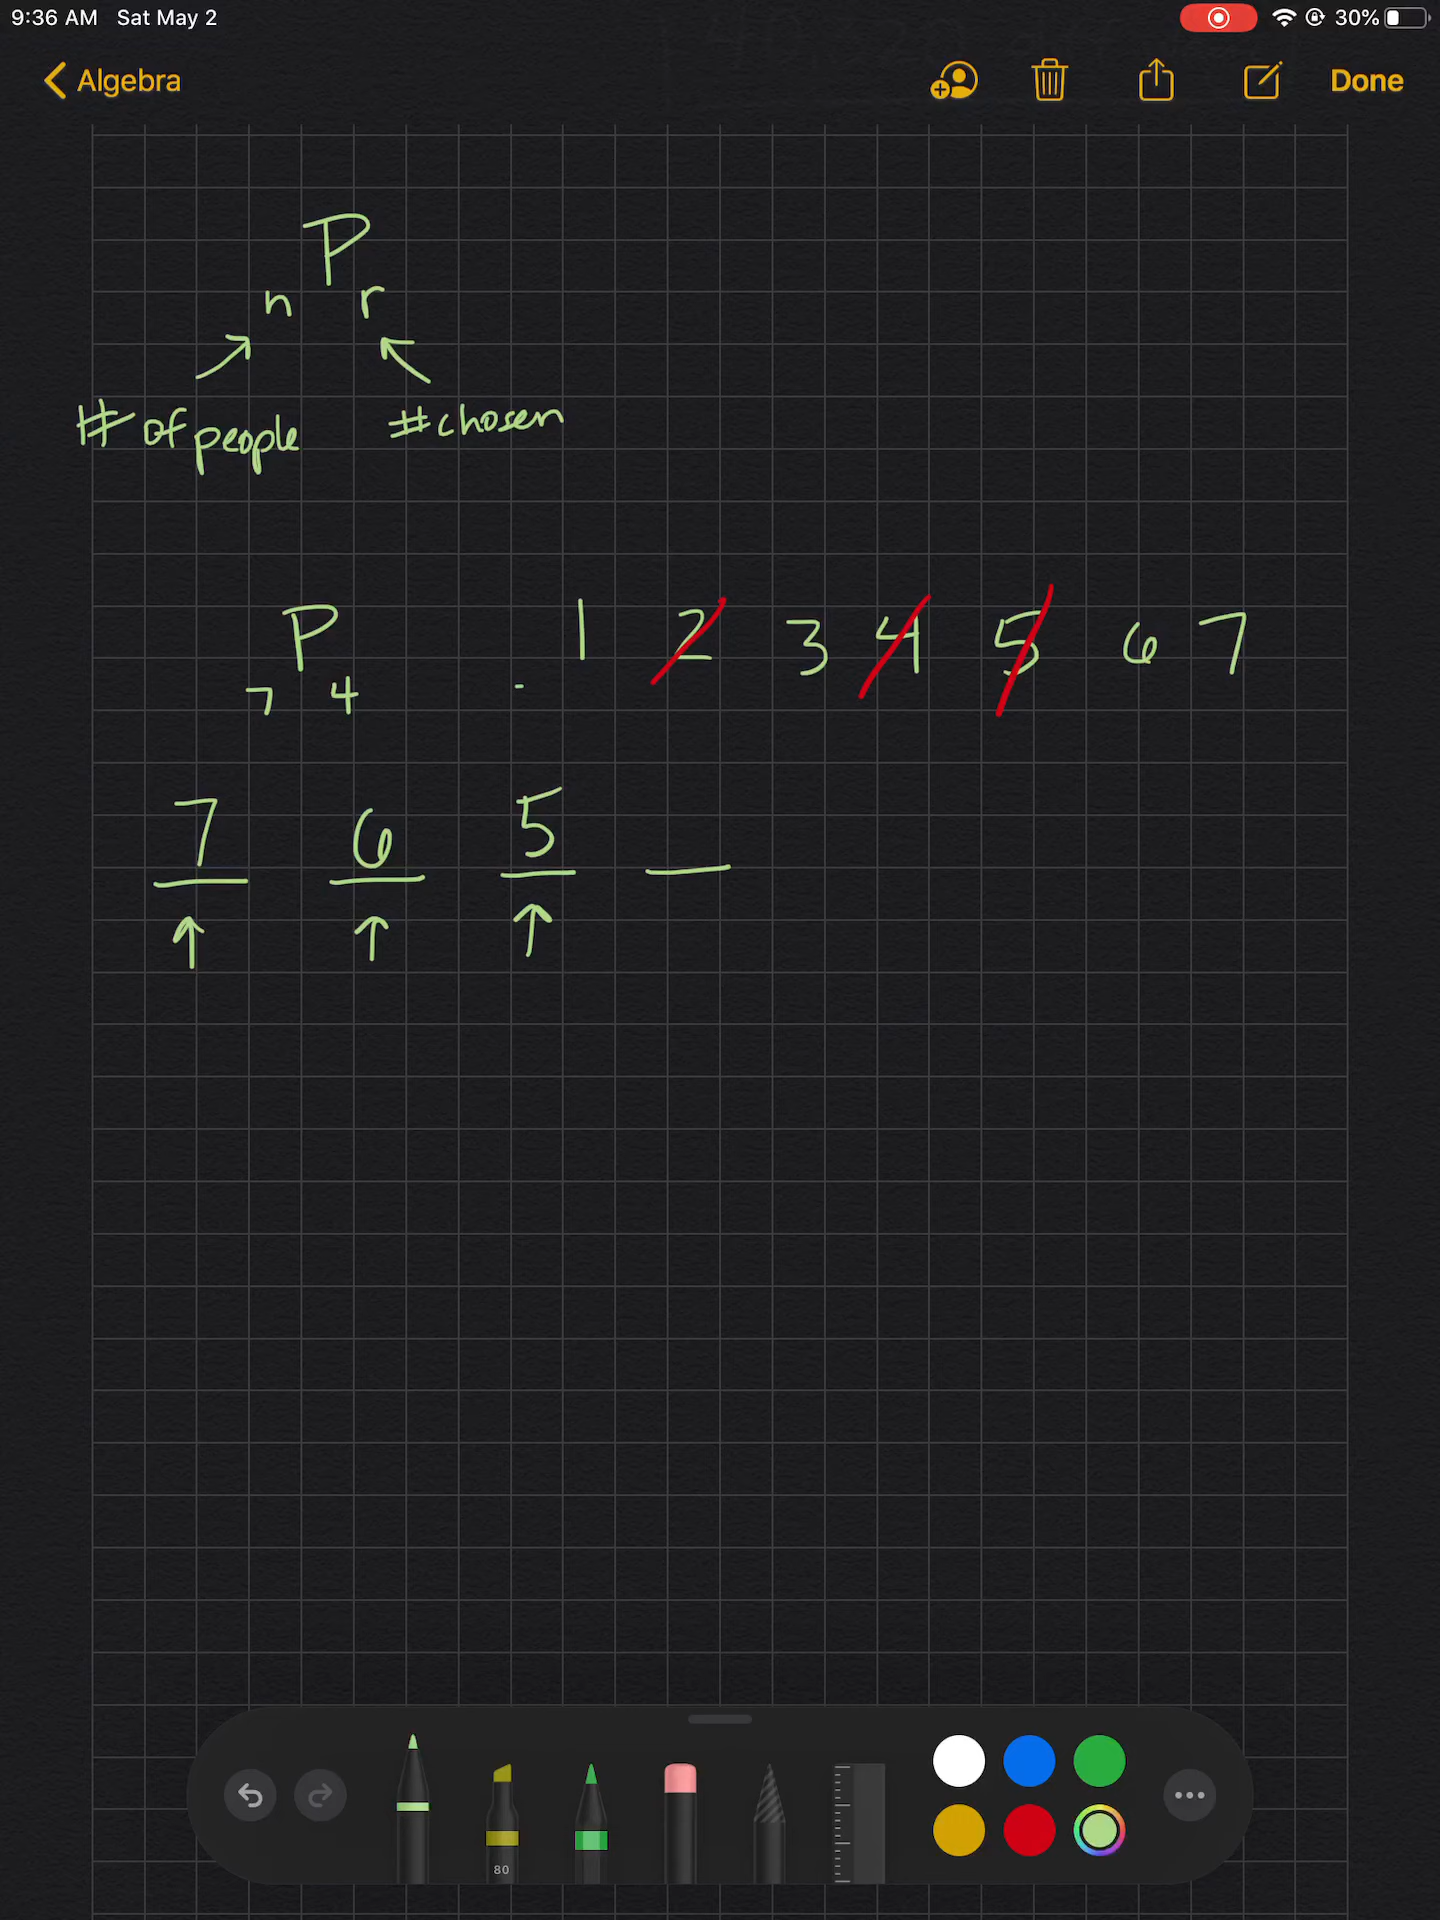 9:36 AM Sat May 2 30%
Algebra Done
P
n r
# of people #chosen
P 1 2 3 4 5 6 7
7 4
7 6 5
80